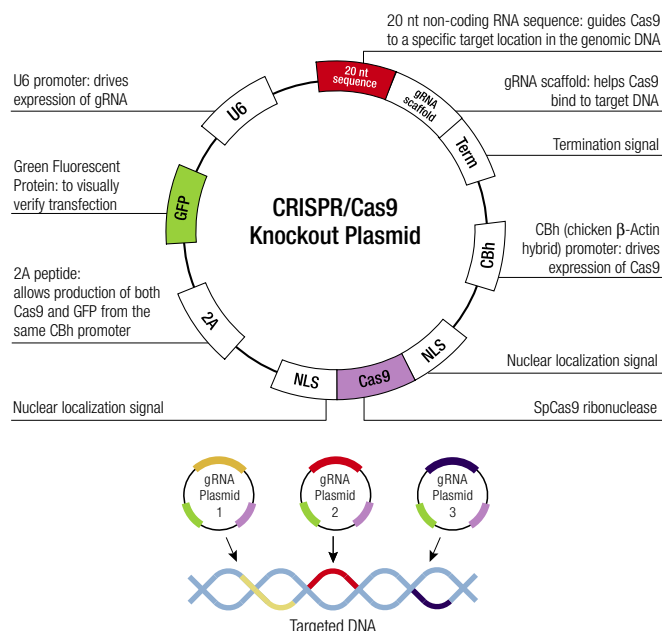 20 nt non-coding RNA sequence: guides Cas9
to a specific target location in the genomic DNA
20 nt
sequence
gRNA
scaffold
gRNA scaffold: helps Cas9
bind to target DNA
Term
Termination signal
U6 promoter: drives
expression of gRNA
U6
Green Fluorescent
Protein: to visually
verify transfection
GFP
CRISPR/Cas9
Knockout Plasmid
CBh
CBh (chicken β-Actin
hybrid) promoter: drives
expression of Cas9
2A peptide:
allows production of both
Cas9 and GFP from the
same CBh promoter
2A
NLS
Cas9
NLS
Nuclear localization signal
Nuclear localization signal
SpCas9 ribonuclease
gRNA
Plasmid
1
gRNA
Plasmid
2
gRNA
Plasmid
3
Targeted DNA